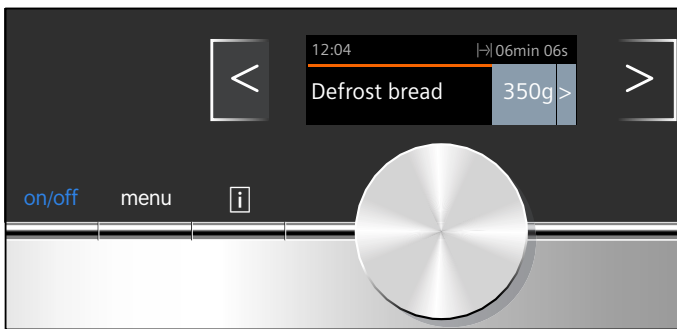 12:04 |→| 06min 06s
< Defrost bread 350g > >
on/off menu i